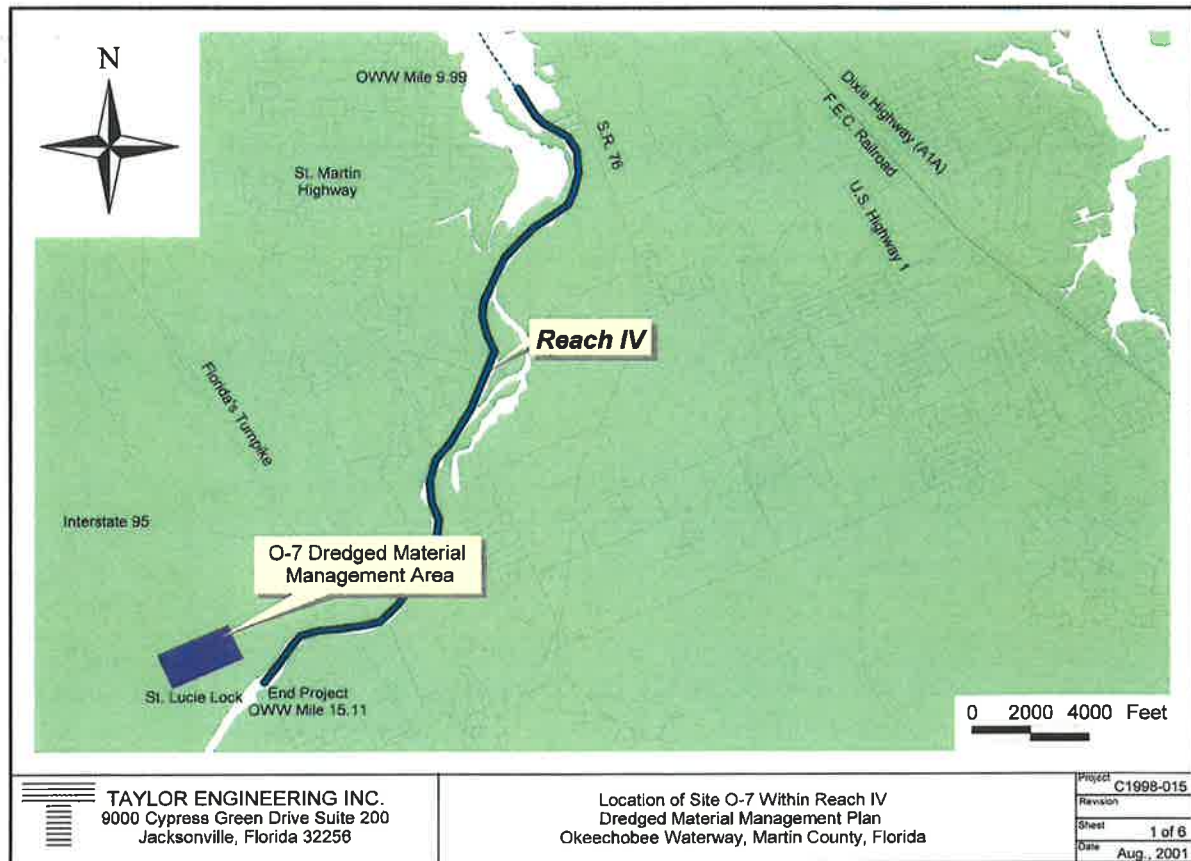 N
OWW Mile 9.99
S.R. 76
Dixie Highway (A1A)
F.E.C. Railroad
U.S. Highway 1
St. Martin
Highway
Reach IV
Florida's Turnpike
Interstate 95
O-7 Dredged Material
Management Area
St. Lucie Lock
End Project
OWW Mile 15.11
0 2000 4000 Feet
TAYLOR ENGINEERING INC.
9000 Cypress Green Drive Suite 200
Jacksonville, Florida 32256
Location of Site O-7 Within Reach IV
Dredged Material Management Plan
Okeechobee Waterway, Martin County, Florida
Project C1998-015
Revision
Sheet 1 of 6
Date Aug., 2001